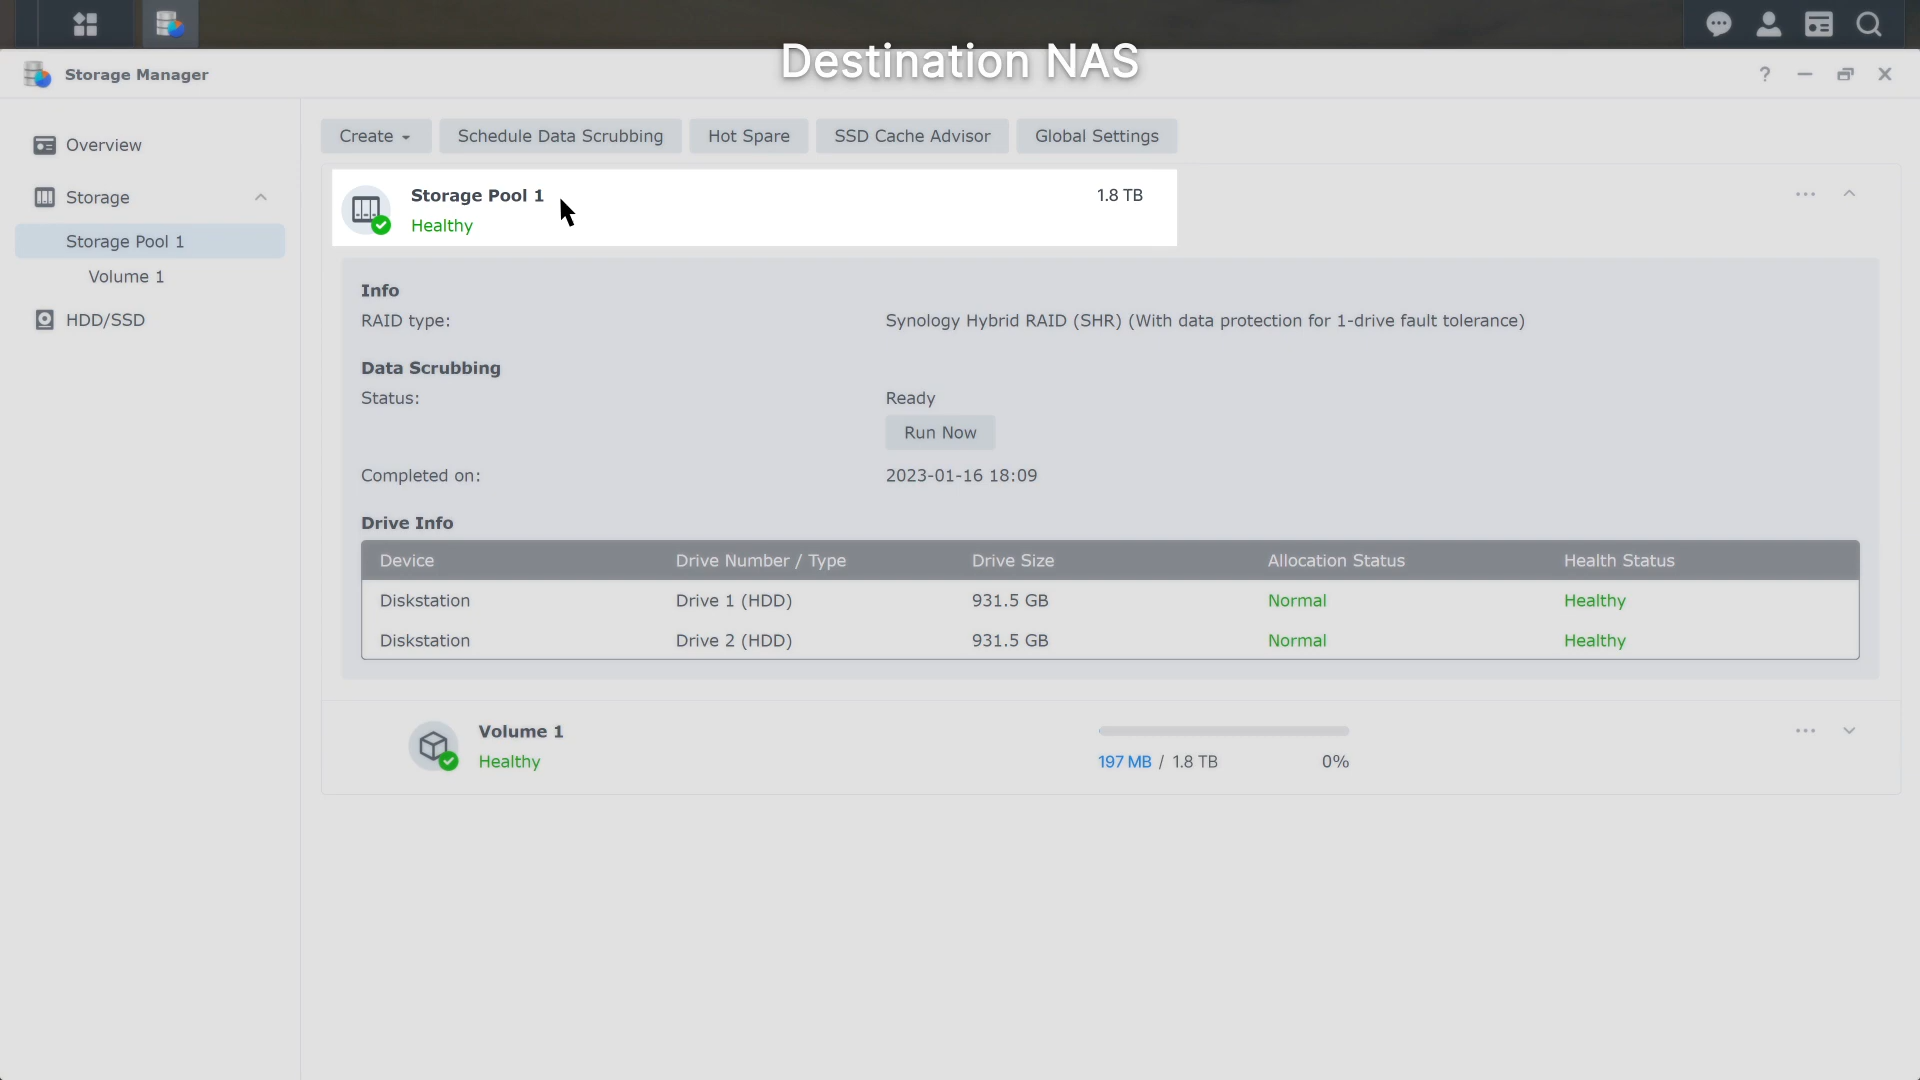 Destination NAS
Storage Manager
?
Overview
Storage
Storage Pool 1
Volume 1
HDD/SSD
Create
Schedule Data Scrubbing
Hot Spare
SSD Cache Advisor
Global Settings
Storage Pool 1
1.8 TB
Healthy
Info
RAID type:
Synology Hybrid RAID (SHR) (With data protection for 1-drive fault tolerance)
Data Scrubbing
Status:
Ready
Run Now
Completed on:
2023-01-16 18:09
Drive Info
Device Drive Number / Type Drive Size Allocation Status Health Status
Diskstation Drive 1 (HDD) 931.5 GB Normal Healthy
Diskstation Drive 2 (HDD) 931.5 GB Normal Healthy
Volume 1
Healthy
197 MB / 1.8 TB 0%